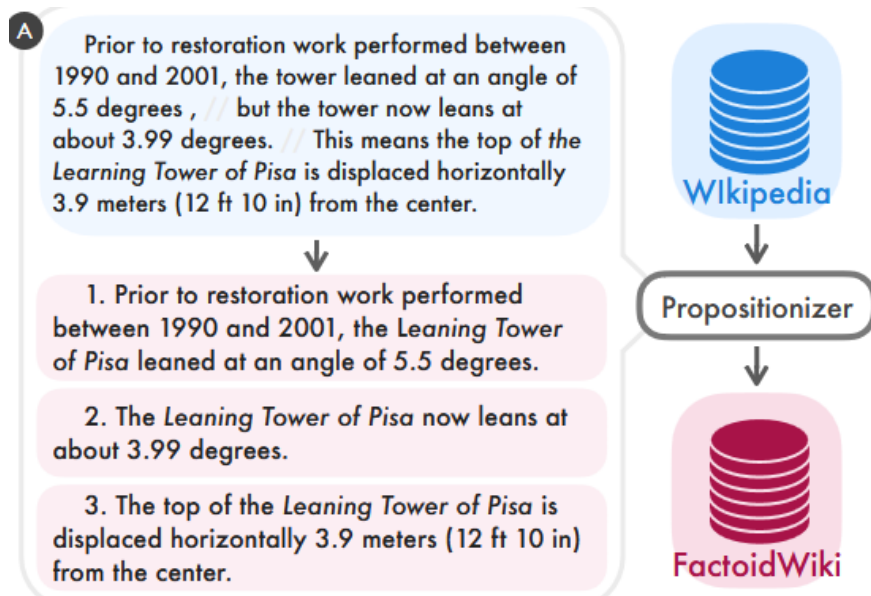 A
Prior to restoration work performed between
1990 and 2001, the tower leaned at an angle of
5.5 degrees , // but the tower now leans at
about 3.99 degrees. // This means the top of the
Learning Tower of Pisa is displaced horizontally
3.9 meters (12 ft 10 in) from the center.
1. Prior to restoration work performed
between 1990 and 2001, the Leaning Tower
of Pisa leaned at an angle of 5.5 degrees.
2. The Leaning Tower of Pisa now leans at
about 3.99 degrees.
3. The top of the Leaning Tower of Pisa is
displaced horizontally 3.9 meters (12 ft 10 in)
from the center.
WIkipedia
Propositionizer
FactoidWiki